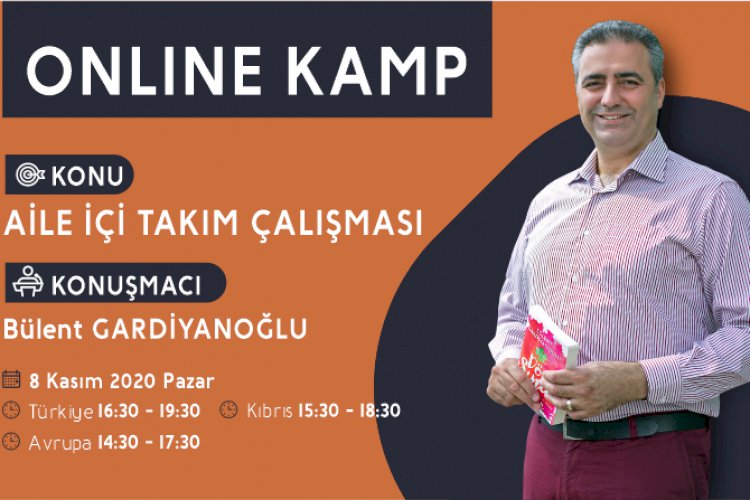 ONLINE KAMP
KONU
AİLE İÇİ TAKIM ÇALIŞMASI
KONUŞMACI
Bülent GARDİYANOĞLU
8 Kasım 2020 Pazar
Türkiye 16:30 - 19:30 Kıbrıs 15:30 - 18:30
Avrupa 14:30 - 17:30